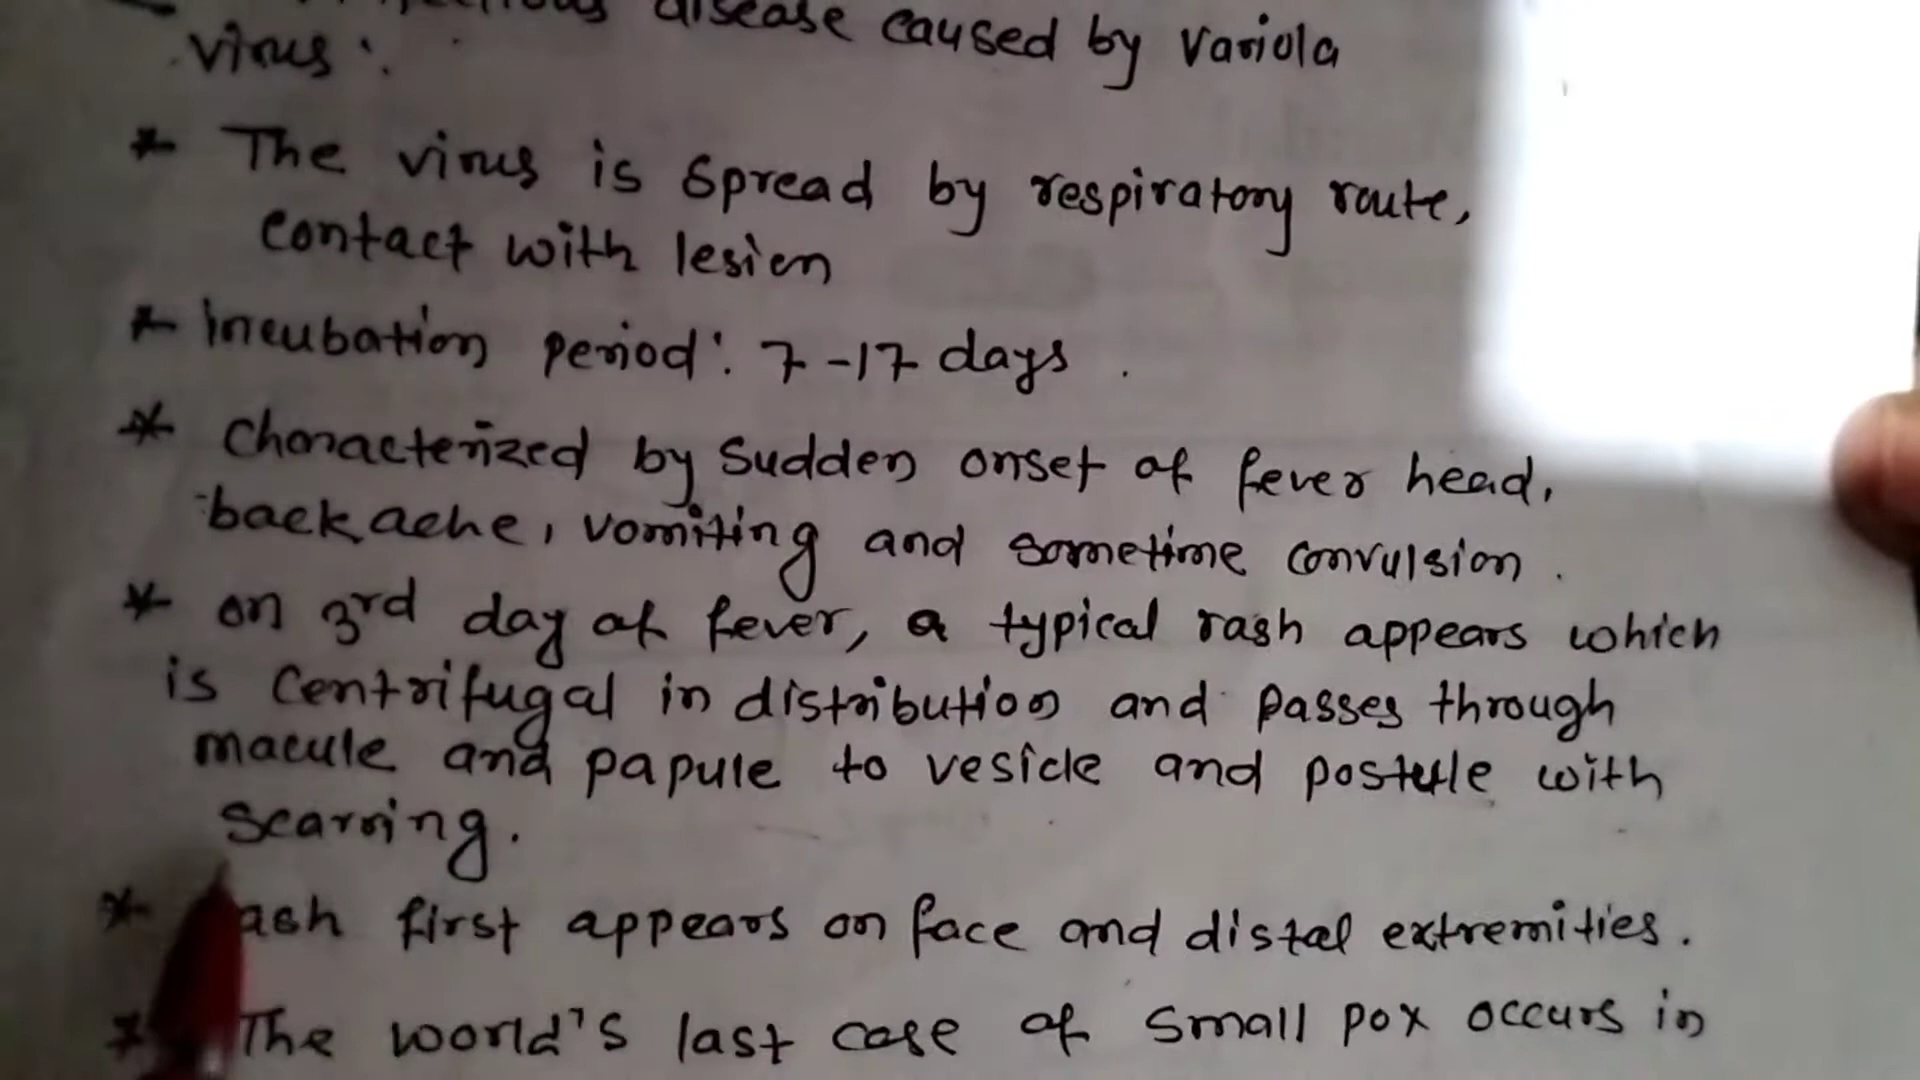 disease caused by Variola
virus:
* The virus is spread by respiratory route,
contact with lesion
* incubation period: 7-17 days.
* characterized by sudden onset of fever head,
backache, vomiting and sometime convulsion.
* on 3rd day of fever, a typical rash appears which
is centrifugal in distribution and passes through
macule and papule to vesicle and postule with
scarring.
* ash first appears on face and distal extremities.
* The world's last case of small pox occurs in